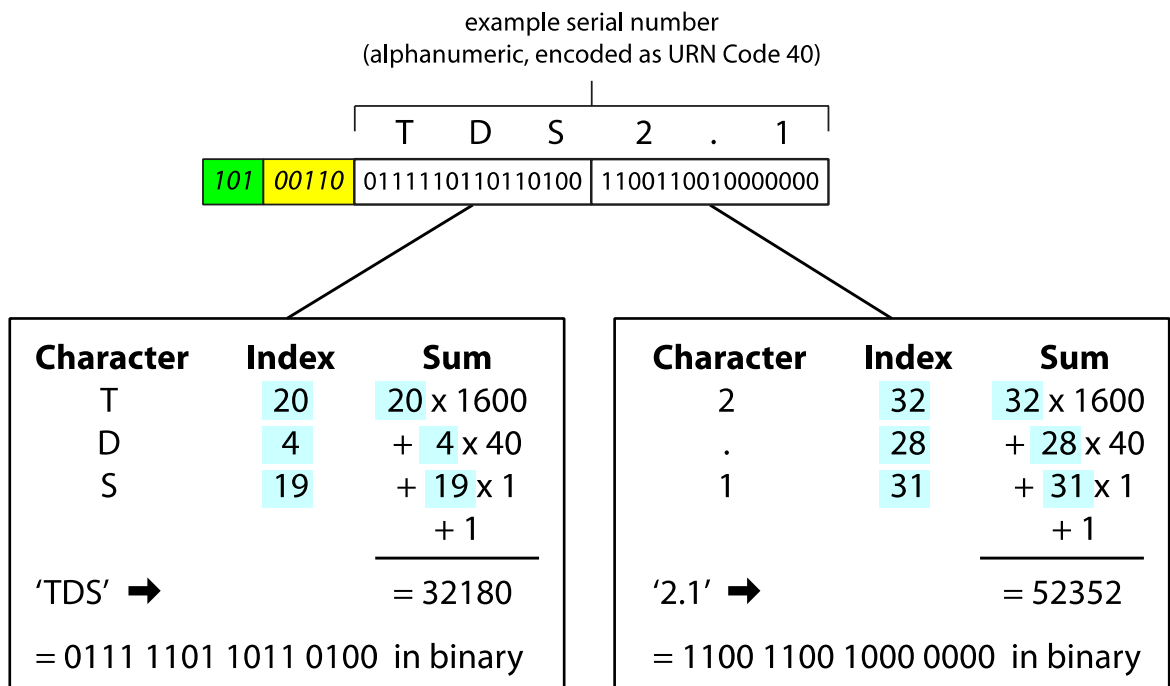 example serial number
(alphanumeric, encoded as URN Code 40)
T D S 2 . 1
101 00110 0111110110110100 1100110010000000
Character Index Sum
T 20 20 x 1600
D 4 + 4 x 40
S 19 + 19 x 1
+ 1
‘TDS’ ➡ = 32180
= 0111 1101 1011 0100 in binary
Character Index Sum
2 32 32 x 1600
. 28 + 28 x 40
1 31 + 31 x 1
+ 1
‘2.1’ ➡ = 52352
= 1100 1100 1000 0000 in binary